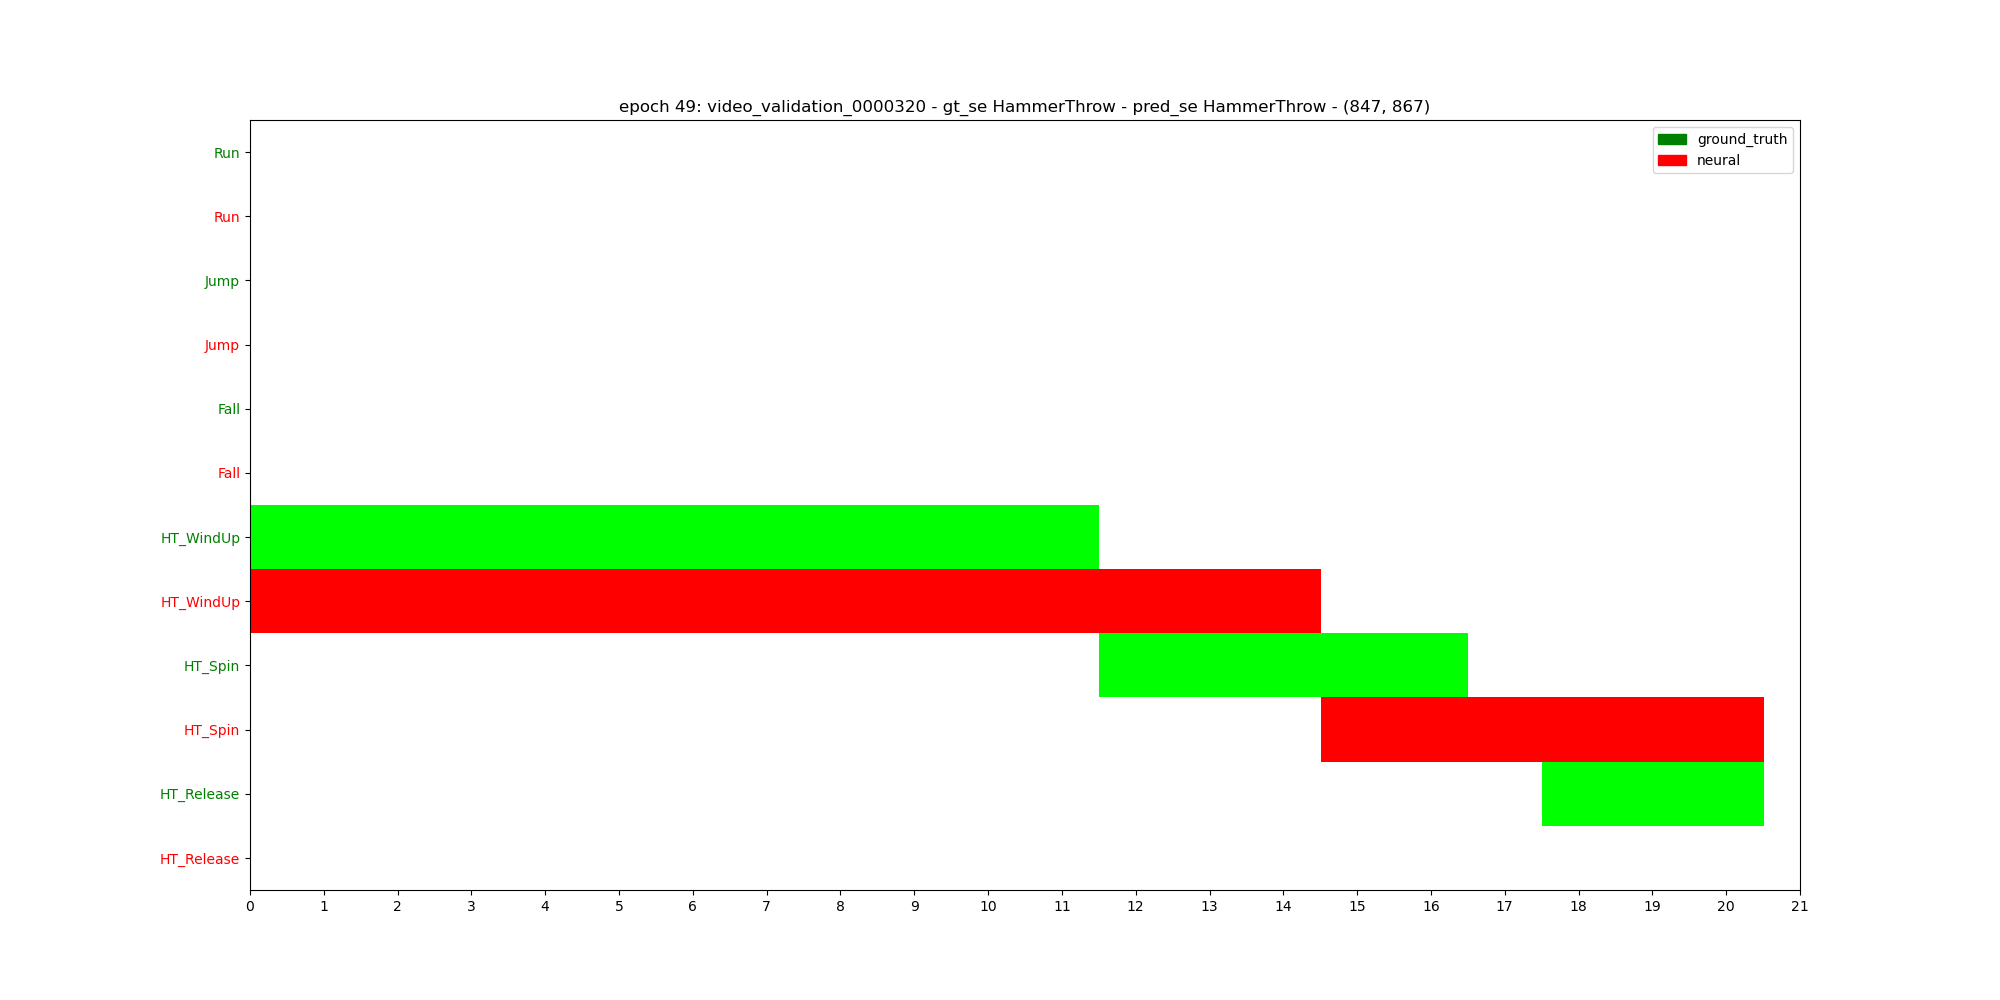 epoch 49: video_validation_0000320 - gt_se HammerThrow - pred_se HammerThrow - (847, 867)
ground_truth
neural
Run
Run
Jump
Jump
Fall
Fall
HT_WindUp
HT_WindUp
HT_Spin
HT_Spin
HT_Release
HT_Release
0 1 2 3 4 5 6 7 8 9 10 11 12 13 14 15 16 17 18 19 20 21